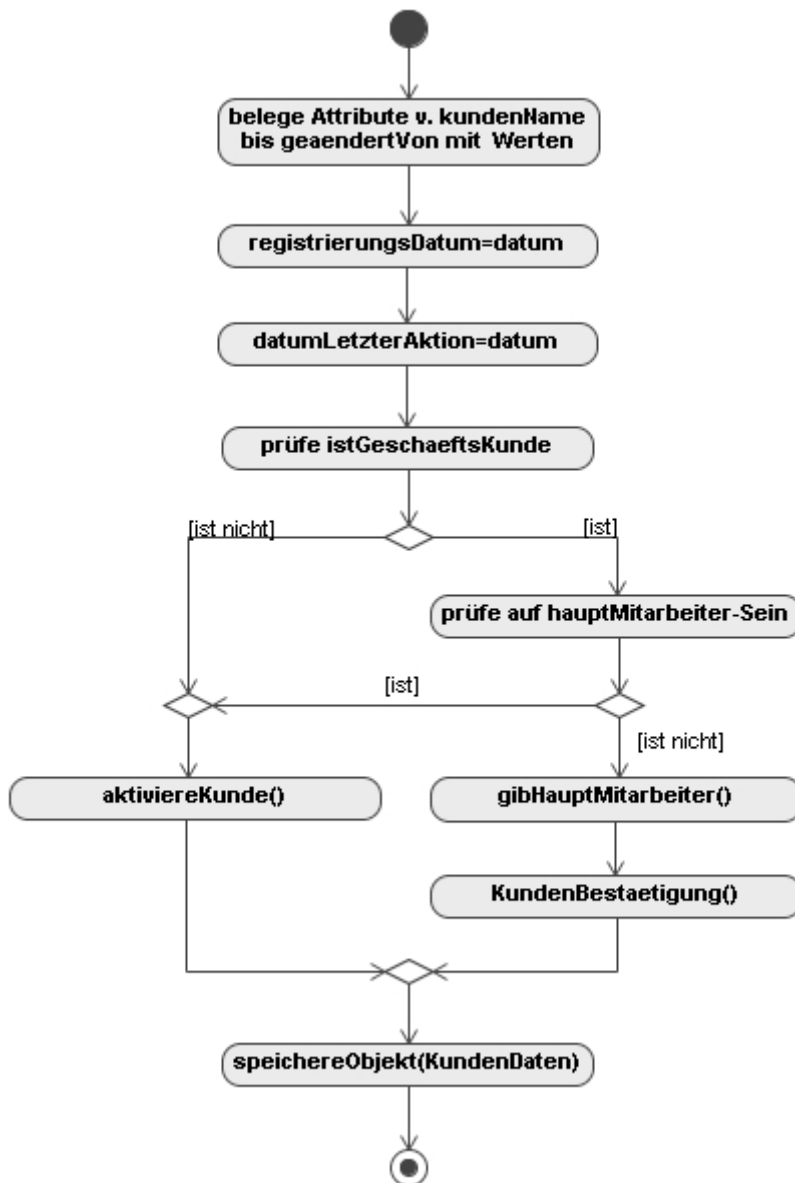 belege Attribute v. kundenName
bis geaendertVon mit Werten
registrierungsDatum=datum
datumLetzterAktion=datum
prüfe istGeschaeftsKunde
[ist nicht]
[ist]
prüfe auf hauptMitarbeiter-Sein
[ist]
[ist nicht]
aktiviereKunde()
gibHauptMitarbeiter()
KundenBestaetigung()
speichereObjekt(KundenDaten)